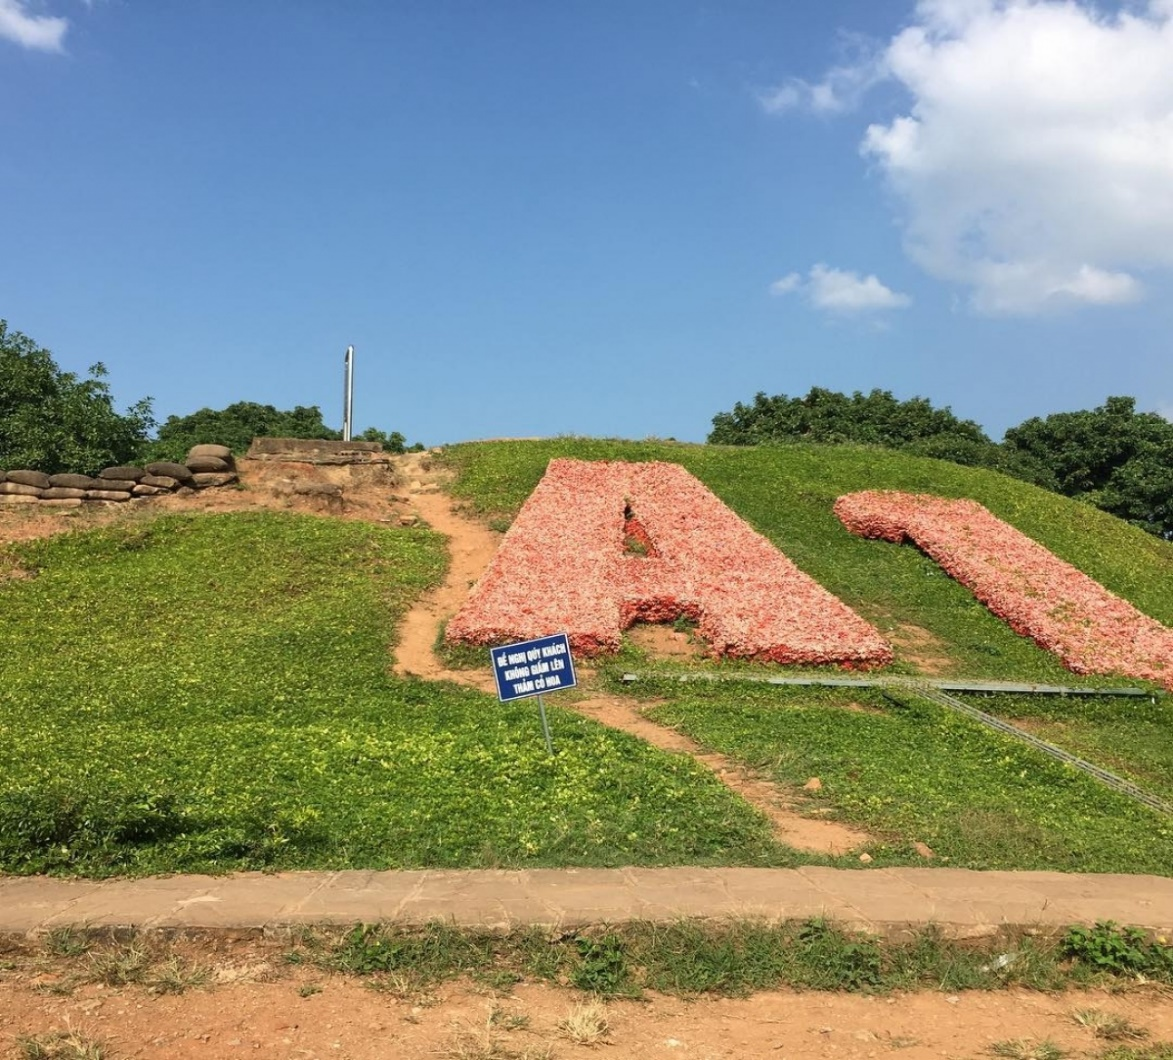 A1
ĐỀ NGHỊ QUÝ KHÁCH
KHÔNG GIẪM LÊN
THẢM CỎ HOA